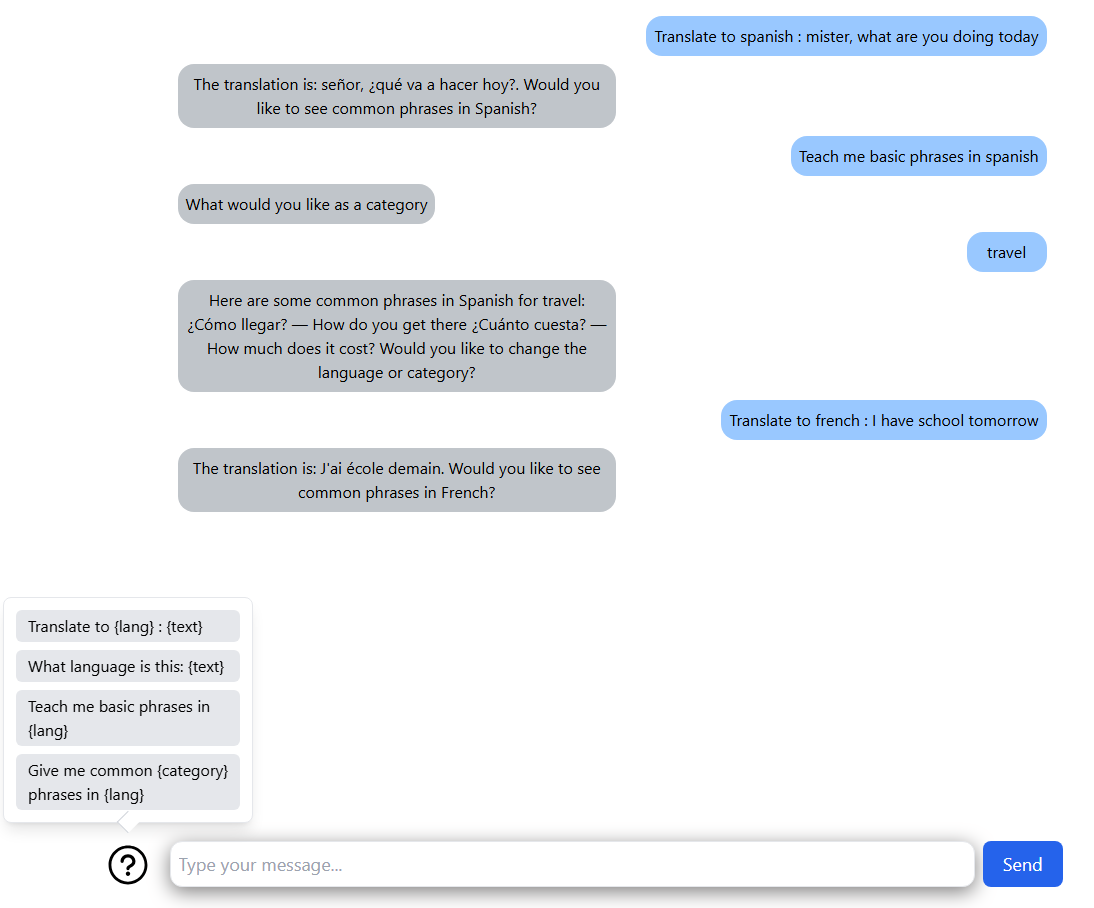 Translate to spanish : mister, what are you doing today
The translation is: señor, ¿qué va a hacer hoy?. Would you
like to see common phrases in Spanish?
Teach me basic phrases in spanish
What would you like as a category
travel
Here are some common phrases in Spanish for travel:
¿Cómo llegar? — How do you get there ¿Cuánto cuesta? —
How much does it cost? Would you like to change the
language or category?
Translate to french : I have school tomorrow
The translation is: J'ai école demain. Would you like to see
common phrases in French?
Translate to {lang} : {text}
What language is this: {text}
Teach me basic phrases in
{lang}
Give me common {category}
phrases in {lang}
?
Type your message...
Send